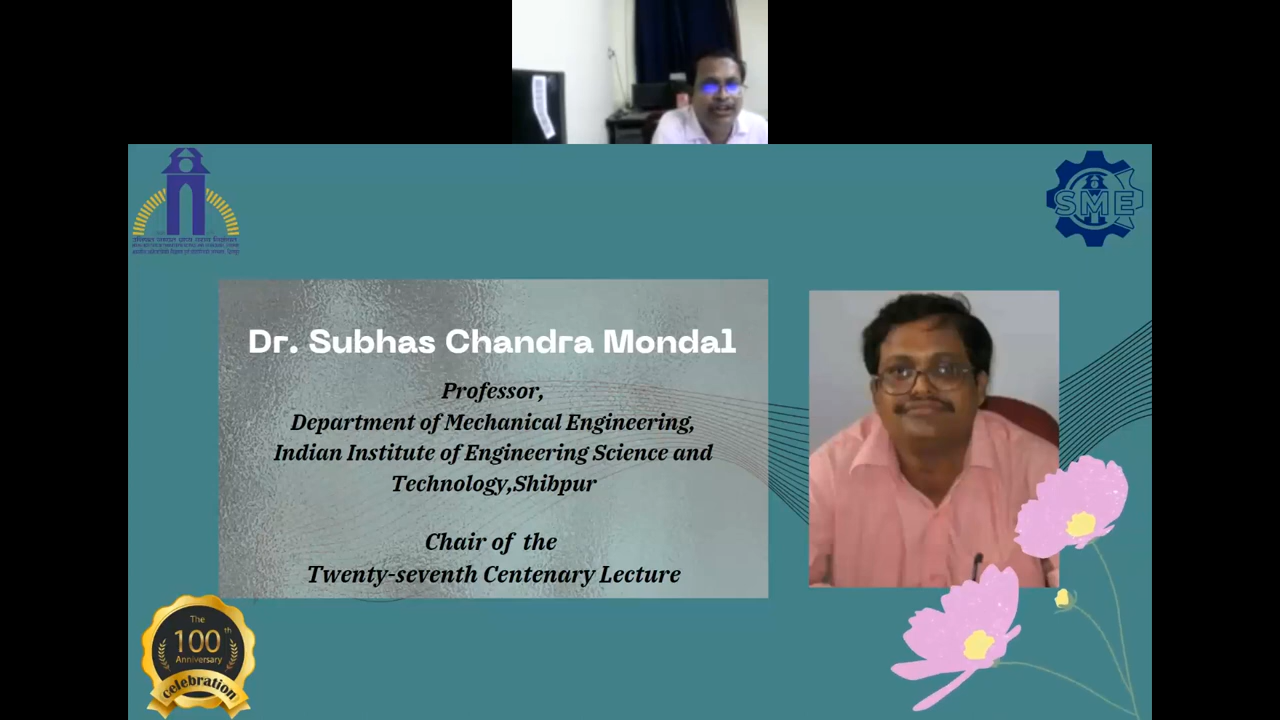 SME
Dr. Subhas Chandra Mondal
Professor,
Department of Mechanical Engineering,
Indian Institute of Engineering Science and
Technology,Shibpur
Chair of the
Twenty-seventh Centenary Lecture
The
100th
Anniversary
celebration